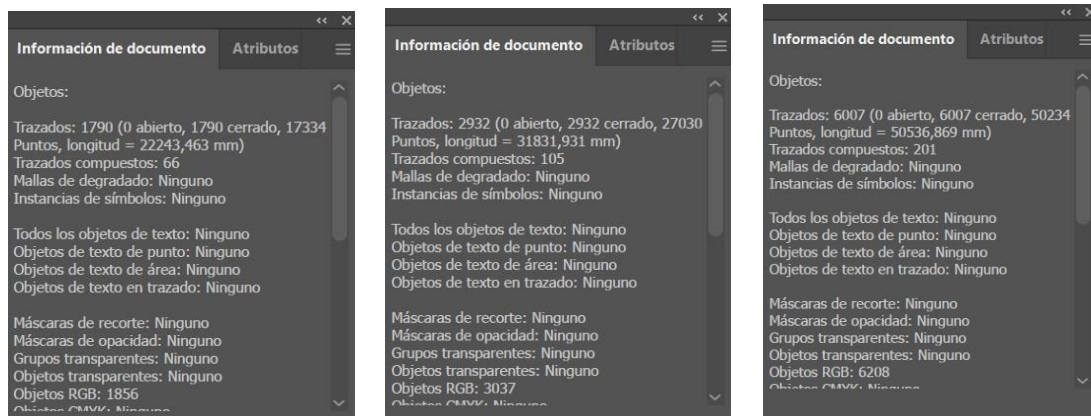 Información de documento Atributos
Objetos:
Trazados: 1790 (0 abierto, 1790 cerrado, 17334
Puntos, longitud = 22243,463 mm)
Trazados compuestos: 66
Mallas de degradado: Ninguno
Instancias de símbolos: Ninguno
Todos los objetos de texto: Ninguno
Objetos de texto de punto: Ninguno
Objetos de texto de área: Ninguno
Objetos de texto en trazado: Ninguno
Máscaras de recorte: Ninguno
Máscaras de opacidad: Ninguno
Grupos transparentes: Ninguno
Objetos transparentes: Ninguno
Objetos RGB: 1856
Objetos CMYK: Ninguno
Información de documento Atributos
Objetos:
Trazados: 2932 (0 abierto, 2932 cerrado, 27030
Puntos, longitud = 31831,931 mm)
Trazados compuestos: 105
Mallas de degradado: Ninguno
Instancias de símbolos: Ninguno
Todos los objetos de texto: Ninguno
Objetos de texto de punto: Ninguno
Objetos de texto de área: Ninguno
Objetos de texto en trazado: Ninguno
Máscaras de recorte: Ninguno
Máscaras de opacidad: Ninguno
Grupos transparentes: Ninguno
Objetos transparentes: Ninguno
Objetos RGB: 3037
Objetos CMYK: Ninguno
Información de documento Atributos
Objetos:
Trazados: 6007 (0 abierto, 6007 cerrado, 50234
Puntos, longitud = 50536,869 mm)
Trazados compuestos: 201
Mallas de degradado: Ninguno
Instancias de símbolos: Ninguno
Todos los objetos de texto: Ninguno
Objetos de texto de punto: Ninguno
Objetos de texto de área: Ninguno
Objetos de texto en trazado: Ninguno
Máscaras de recorte: Ninguno
Máscaras de opacidad: Ninguno
Grupos transparentes: Ninguno
Objetos transparentes: Ninguno
Objetos RGB: 6208
Objetos CMYK: Ninguno